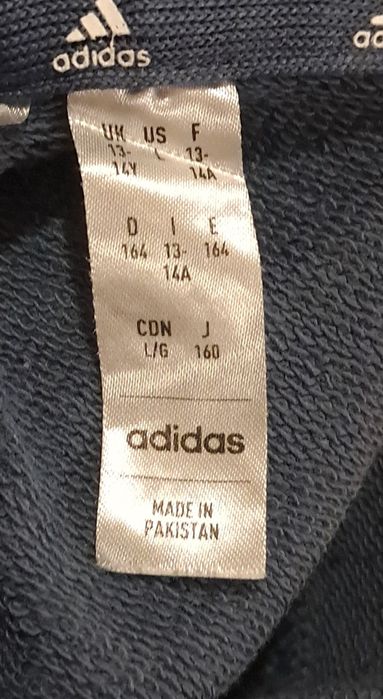 adidas
UK US F
13- L 13-
14Y 14A
D I E
164 13- 164
14A
CDN J
L/G 160
adidas
MADE IN
PAKISTAN